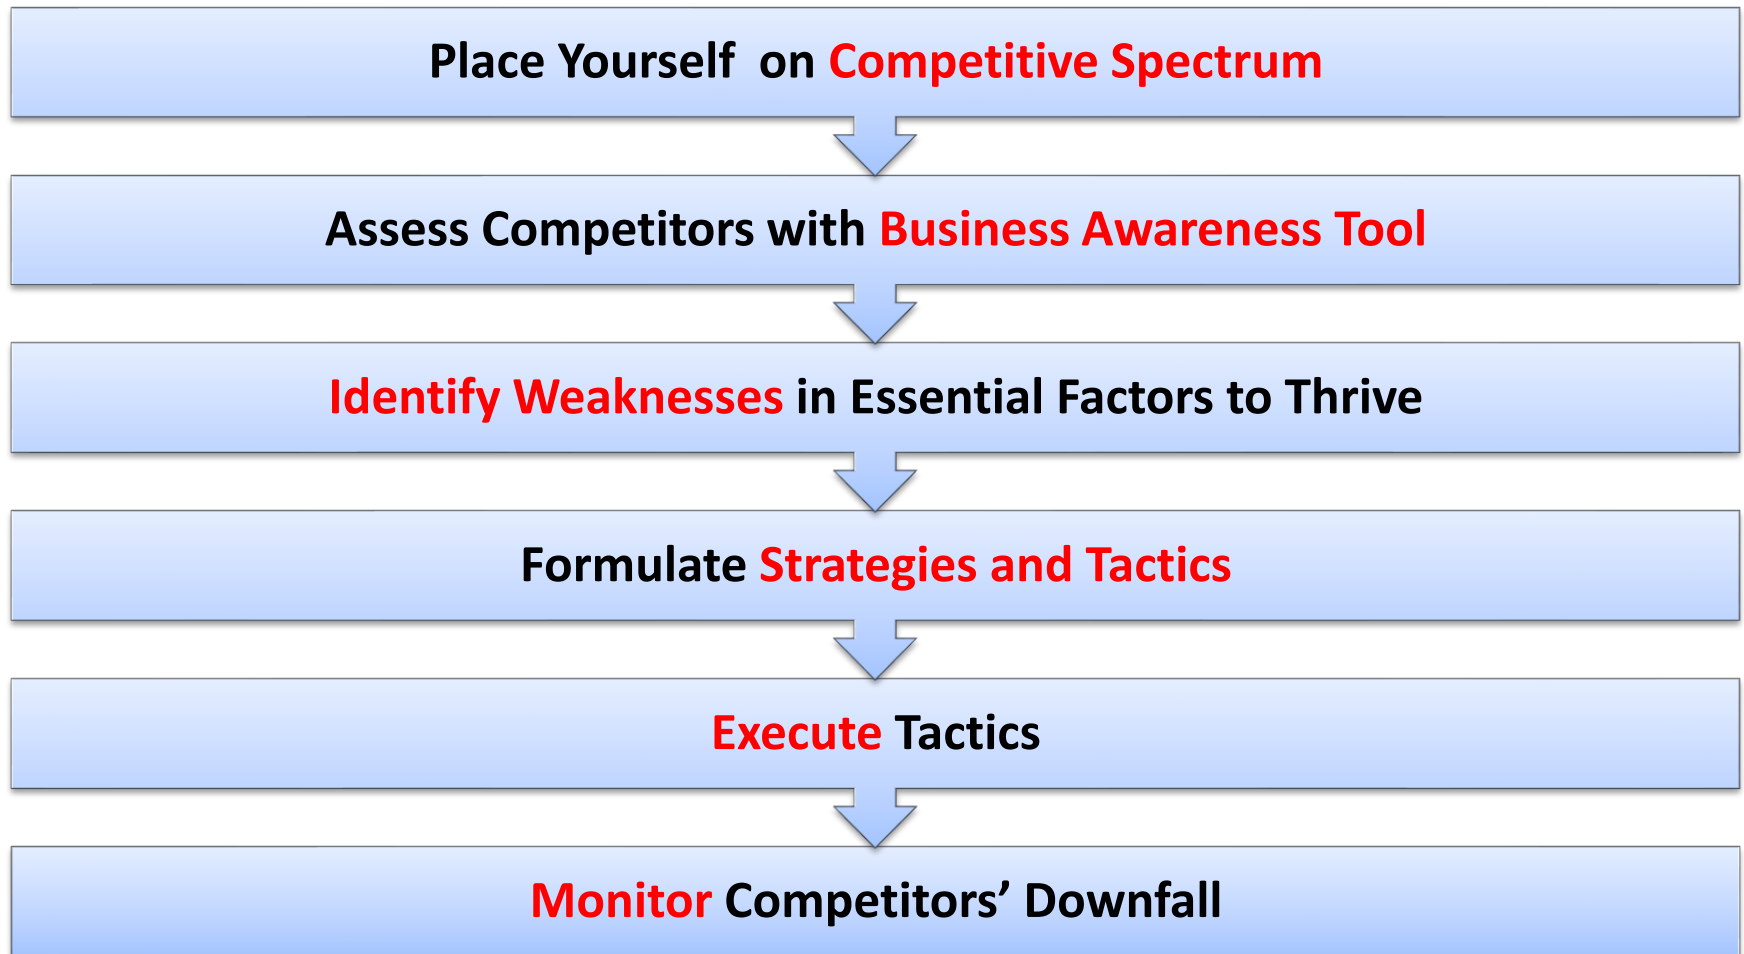 Place Yourself  on Competitive Spectrum
Assess Competitors with Business Awareness Tool
Identify Weaknesses in Essential Factors to Thrive
Formulate Strategies and Tactics
Execute Tactics
Monitor Competitors’ Downfall